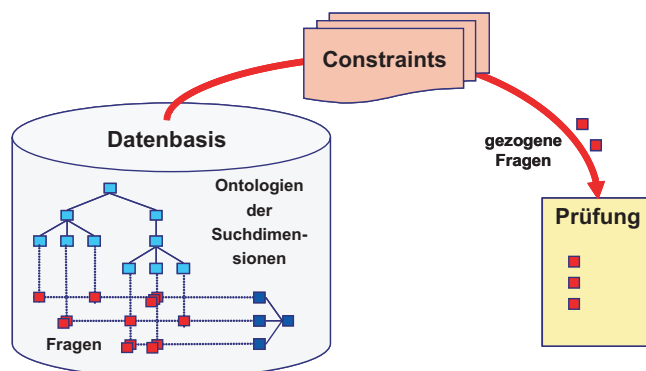 Constraints
Datenbasis
gezogene
Fragen
Ontologien
der
Suchdimen-
sionen
Prüfung
Fragen